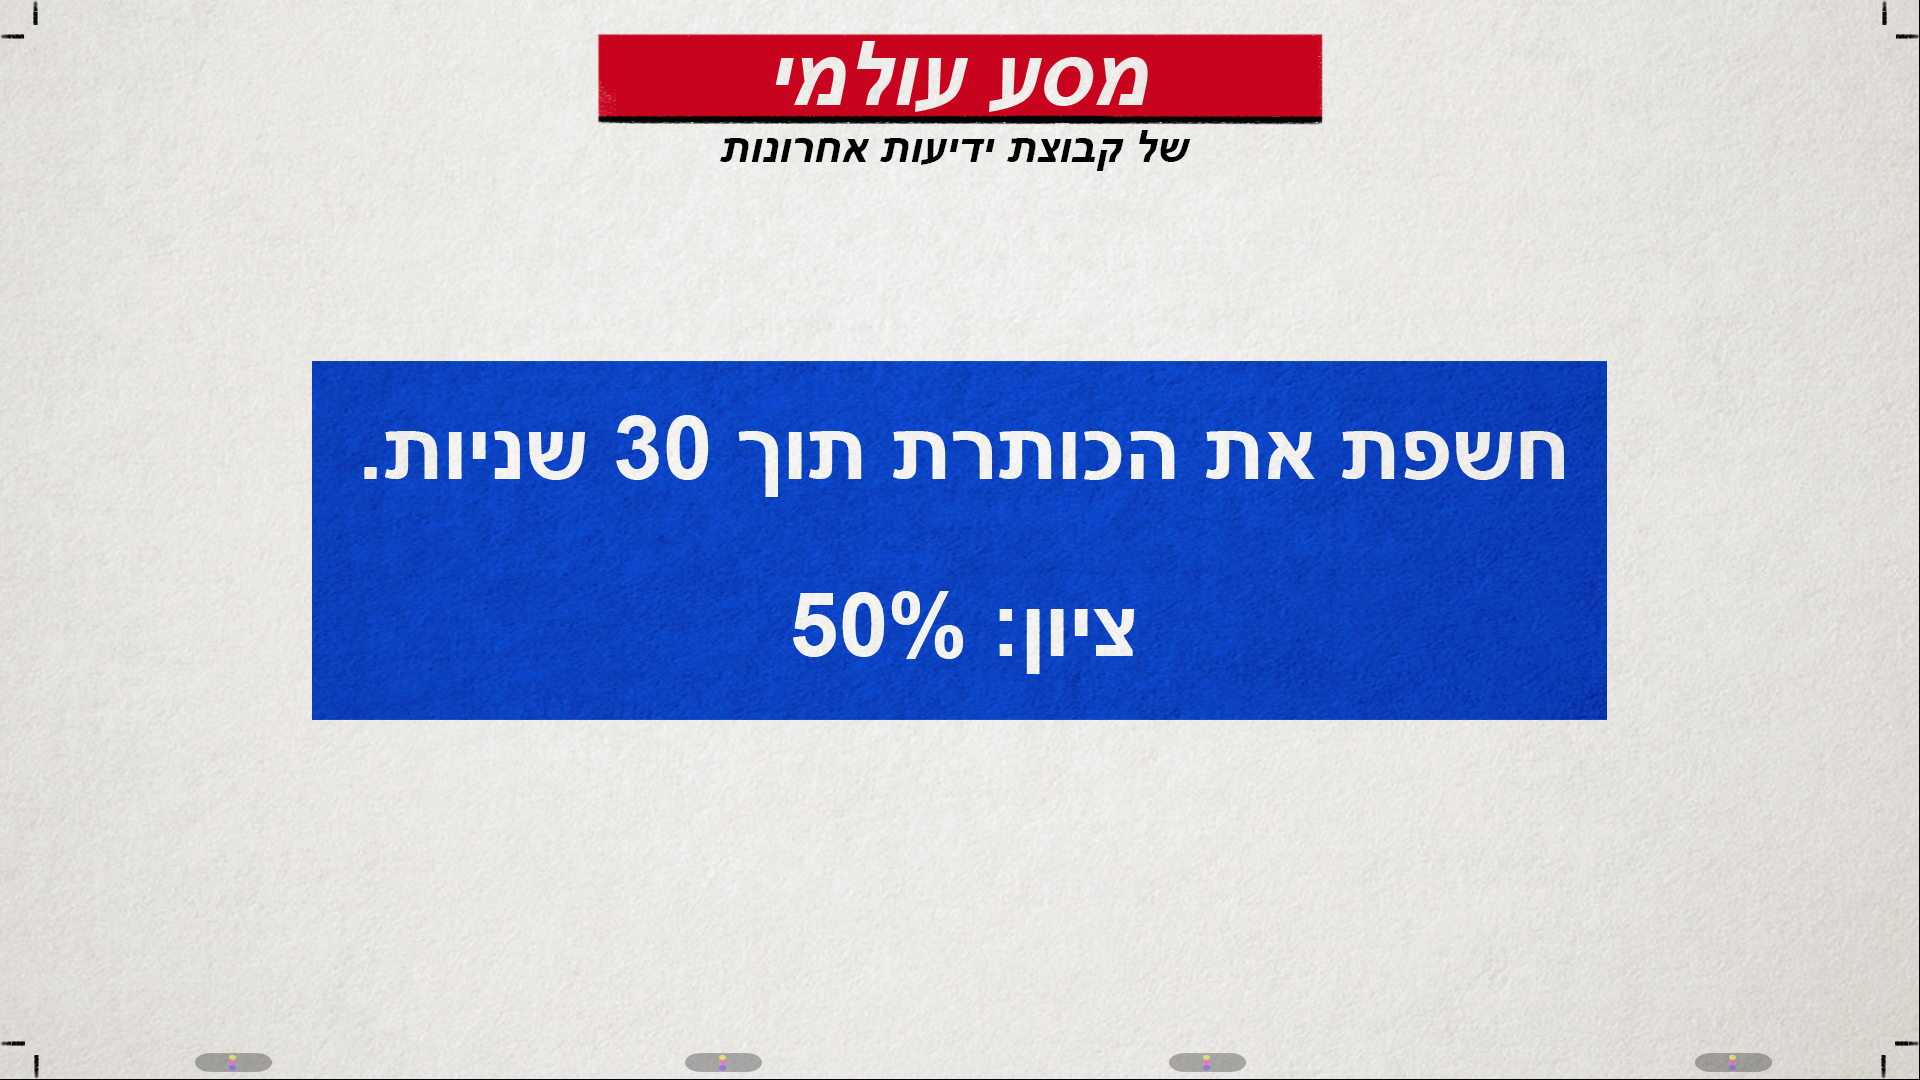 מסע עולמי
של קבוצת ידיעות אחרונות
חשפת את הכותרת תוך 30 שניות.
ציון: 50%